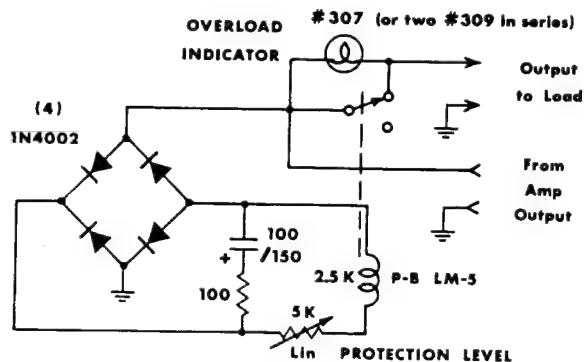 #307 (or two #309 in series)
OVERLOAD
INDICATOR
Output
to Load
(4)
1N4002
From
Amp
Output
100
/150
+
2.5 K
P-B LM-5
100
5 K
Lin PROTECTION LEVEL